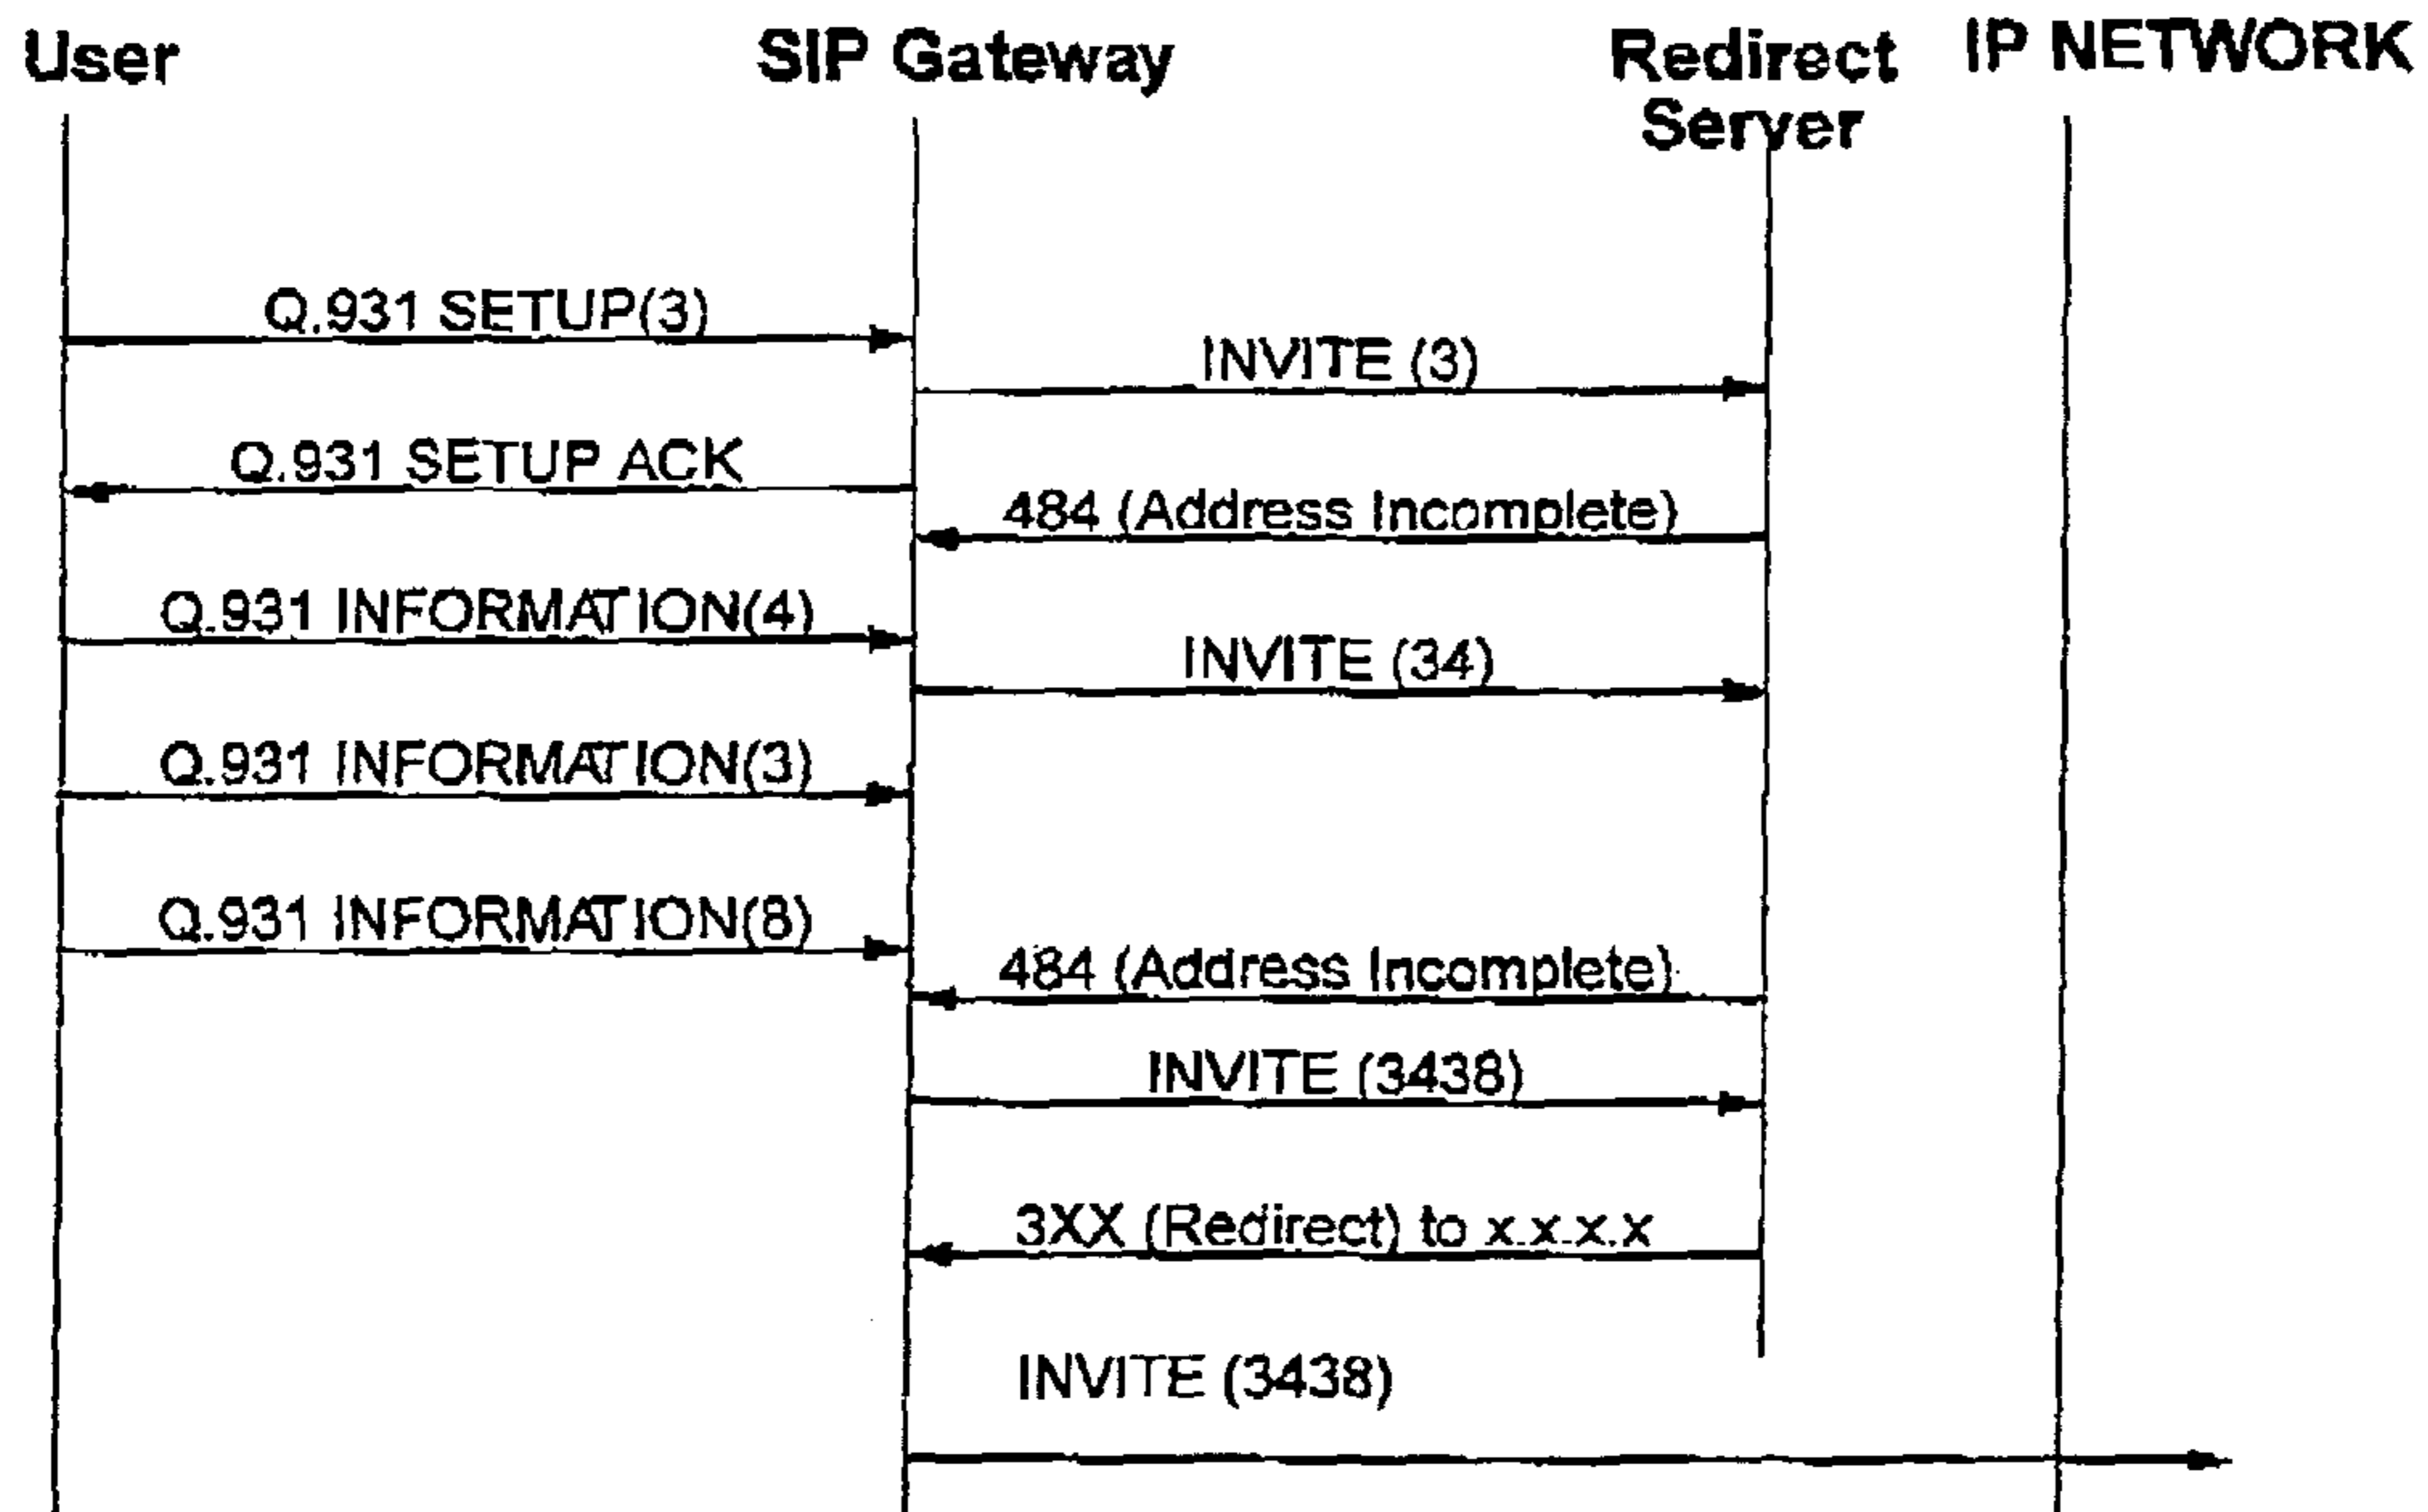 User
SIP Gateway
Redirect
Server
IP NETWORK
Q.931 SETUP(3)
INVITE (3)
Q.931 SETUP ACK
484 (Address Incomplete)
Q.931 INFORMATION(4)
INVITE (34)
Q.931 INFORMATION(3)
Q.931 INFORMATION(8)
484 (Address Incomplete)
INVITE (3438)
3XX (Redirect) to x.x.x.x
INVITE (3438)